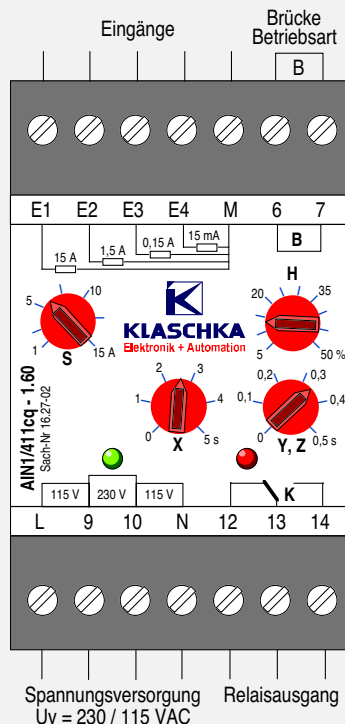 Eingänge
Brücke
Betriebsart
B
E1 E2 E3 E4 M 6 7
15 A
1,5 A
0,15 A
15 mA
B
1
5
10
15 A
S
K
KLASCHKA
Elektronik + Automation
H
5
20
35
50 %
0
1
2
3
4
5 s
X
0
0,1
0,2
0,3
0,4
0,5 s
Y, Z
AIN1/411cq - 1.60
Sach-Nr 16.27-02
115 V 230 V 115 V
K
L 9 10 N 12 13 14
Spannungsversorgung
Uv = 230 / 115 VAC
Relaisausgang